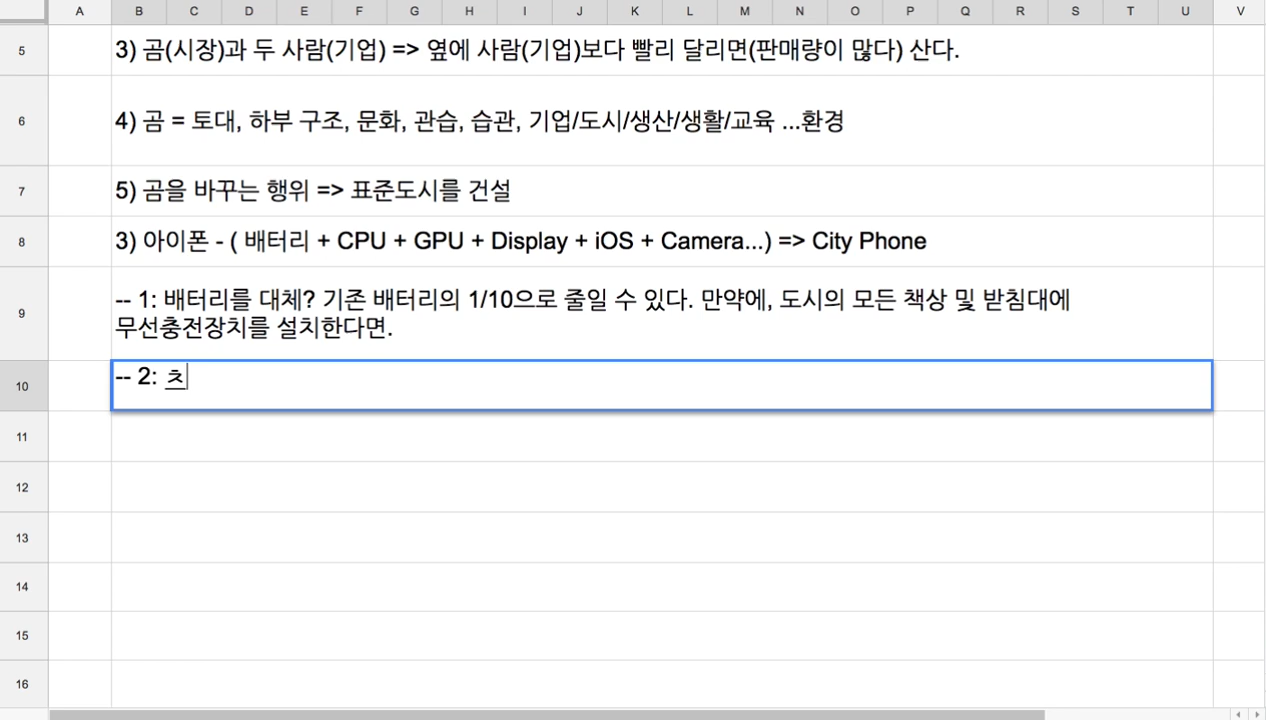 A B C D E F G H I J K L M N O P Q R S T U V
5 3) 곰(시장)과 두 사람(기업) => 옆에 사람(기업)보다 빨리 달리면(판매량이 많다) 산다.
6 4) 곰 = 토대, 하부 구조, 문화, 관습, 습관, 기업/도시/생산/생활/교육 ...환경
7 5) 곰을 바꾸는 행위 => 표준도시를 건설
8 3) 아이폰 - ( 배터리 + CPU + GPU + Display + iOS + Camera...) => City Phone
9 -- 1: 배터리를 대체? 기존 배터리의 1/10으로 줄일 수 있다. 만약에, 도시의 모든 책상 및 받침대에
무선충전장치를 설치한다면.
10 -- 2: 츠
11
12
13
14
15
16